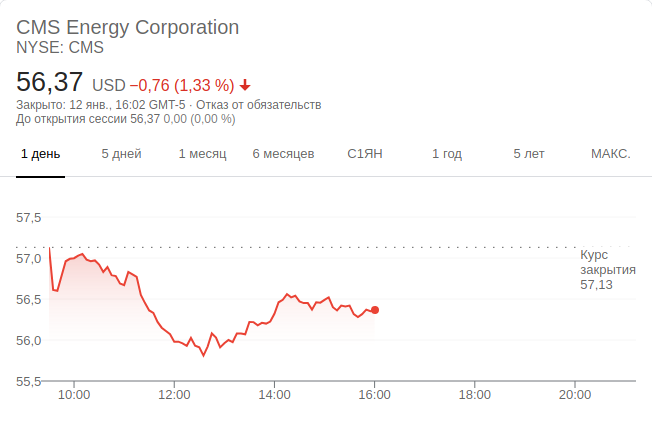 CMS Energy Corporation
NYSE: CMS
56,37 USD −0,76 (1,33 %)
Закрыто: 12 янв., 16:02 GMT-5 · Отказ от обязательств
До открытия сессии 56,37 0,00 (0,00 %)
1 день 5 дней 1 месяц 6 месяцев С1ЯН 1 год 5 лет МАКС.
57,5
57,0
56,5
56,0
55,5
Курс
закрытия
57,13
10:00 12:00 14:00 16:00 18:00 20:00